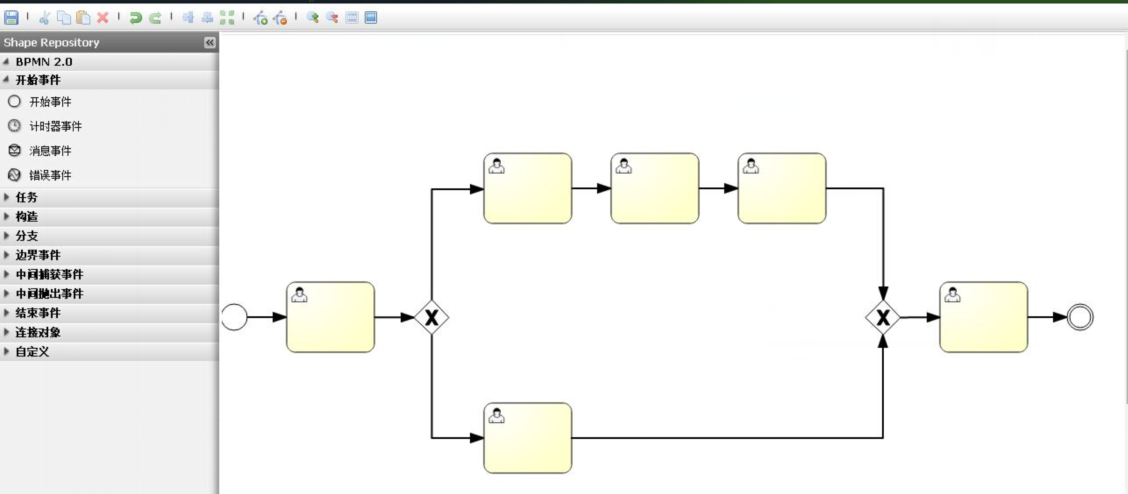 Shape Repository
BPMN 2.0
开始事件
开始事件
计时器事件
消息事件
错误事件
任务
构造
分支
边界事件
中间捕获事件
中间抛出事件
结束事件
连接对象
自定义
X
X